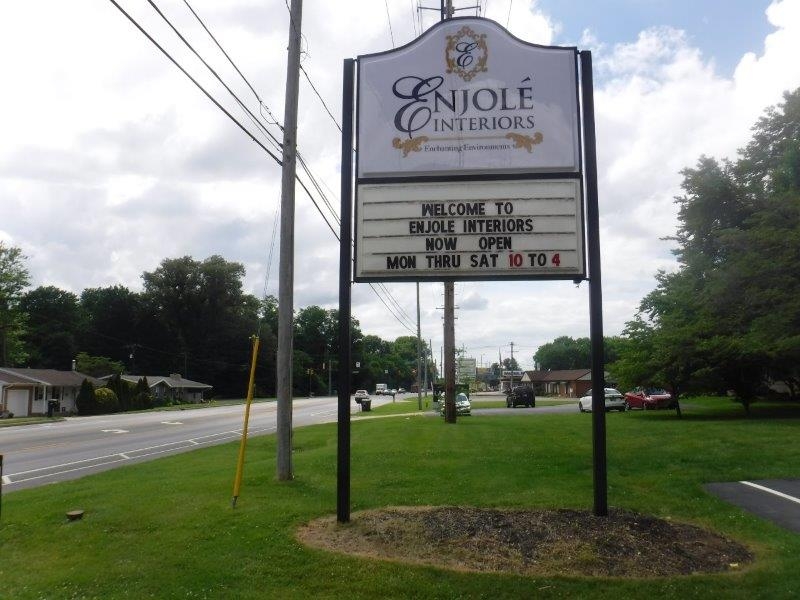 E
ENJOLÉ
INTERIORS
Enchanting Environments
WELCOME TO
ENJOLE INTERIORS
NOW OPEN
MON THRU SAT 10 TO 4